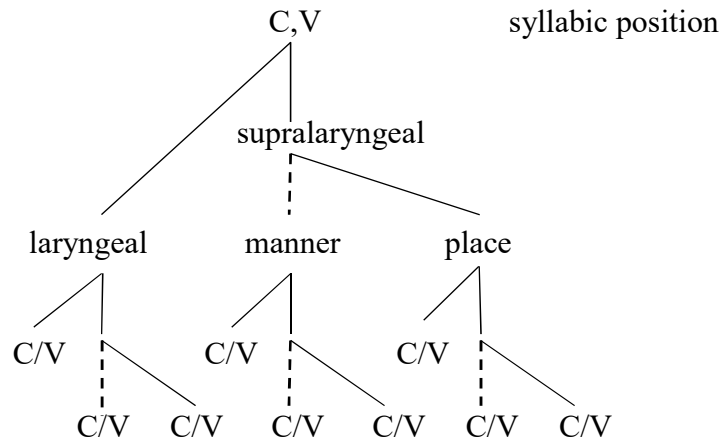 C,V syllabic position
supralaryngeal
laryngeal manner place
C/V C/V C/V
C/V C/V C/V C/V C/V C/V